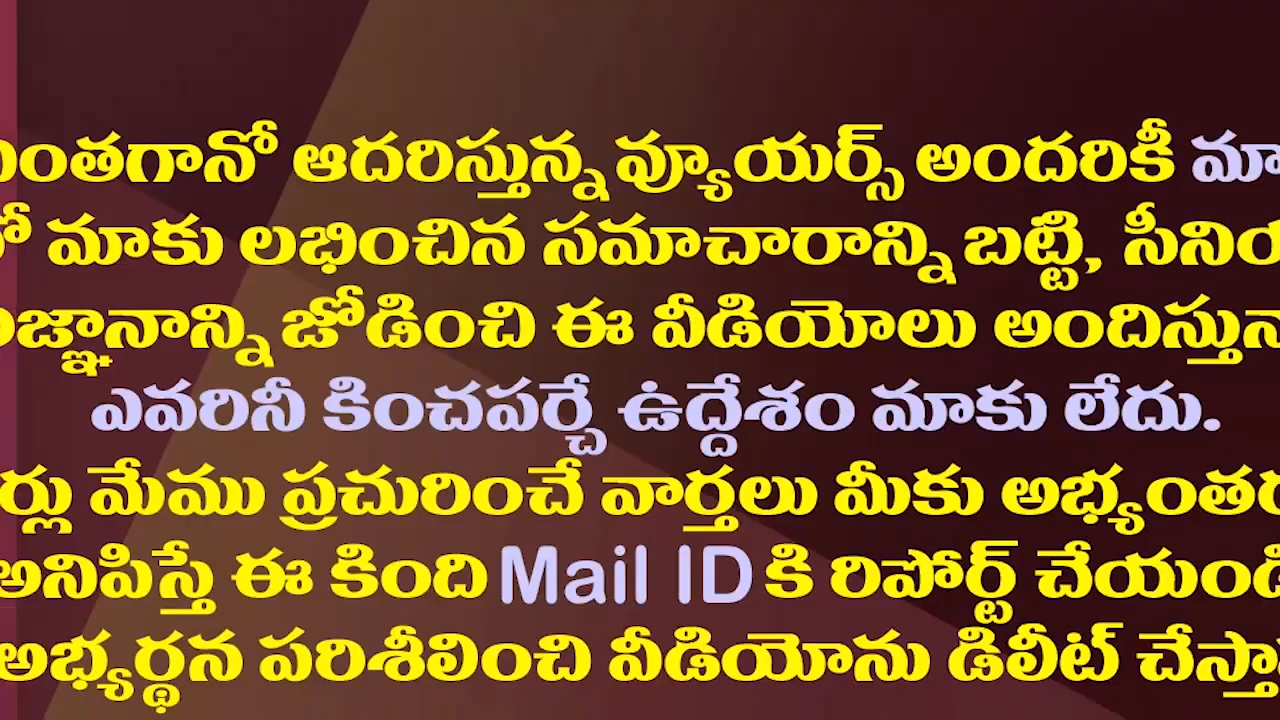 ఆదరిస్తున్న వ్యూయర్స్ అందరికీ మా
మాకు లభించిన సమాచారాన్ని బట్టి, సీనియ
జోడించి ఈ వీడియోలు అందిస్తున
ఎవరినీ కించపర్చే ఉద్దేశం మాకు లేదు.
మేము ప్రచురించే వార్తలు మీకు అభ్యంతర
అనిపిస్తే ఈ కింది Mail ID కి రిపోర్ట్ చేయండి
అభ్యర్థన పరిశీలించి వీడియోను డిలీట్ చేస్తా